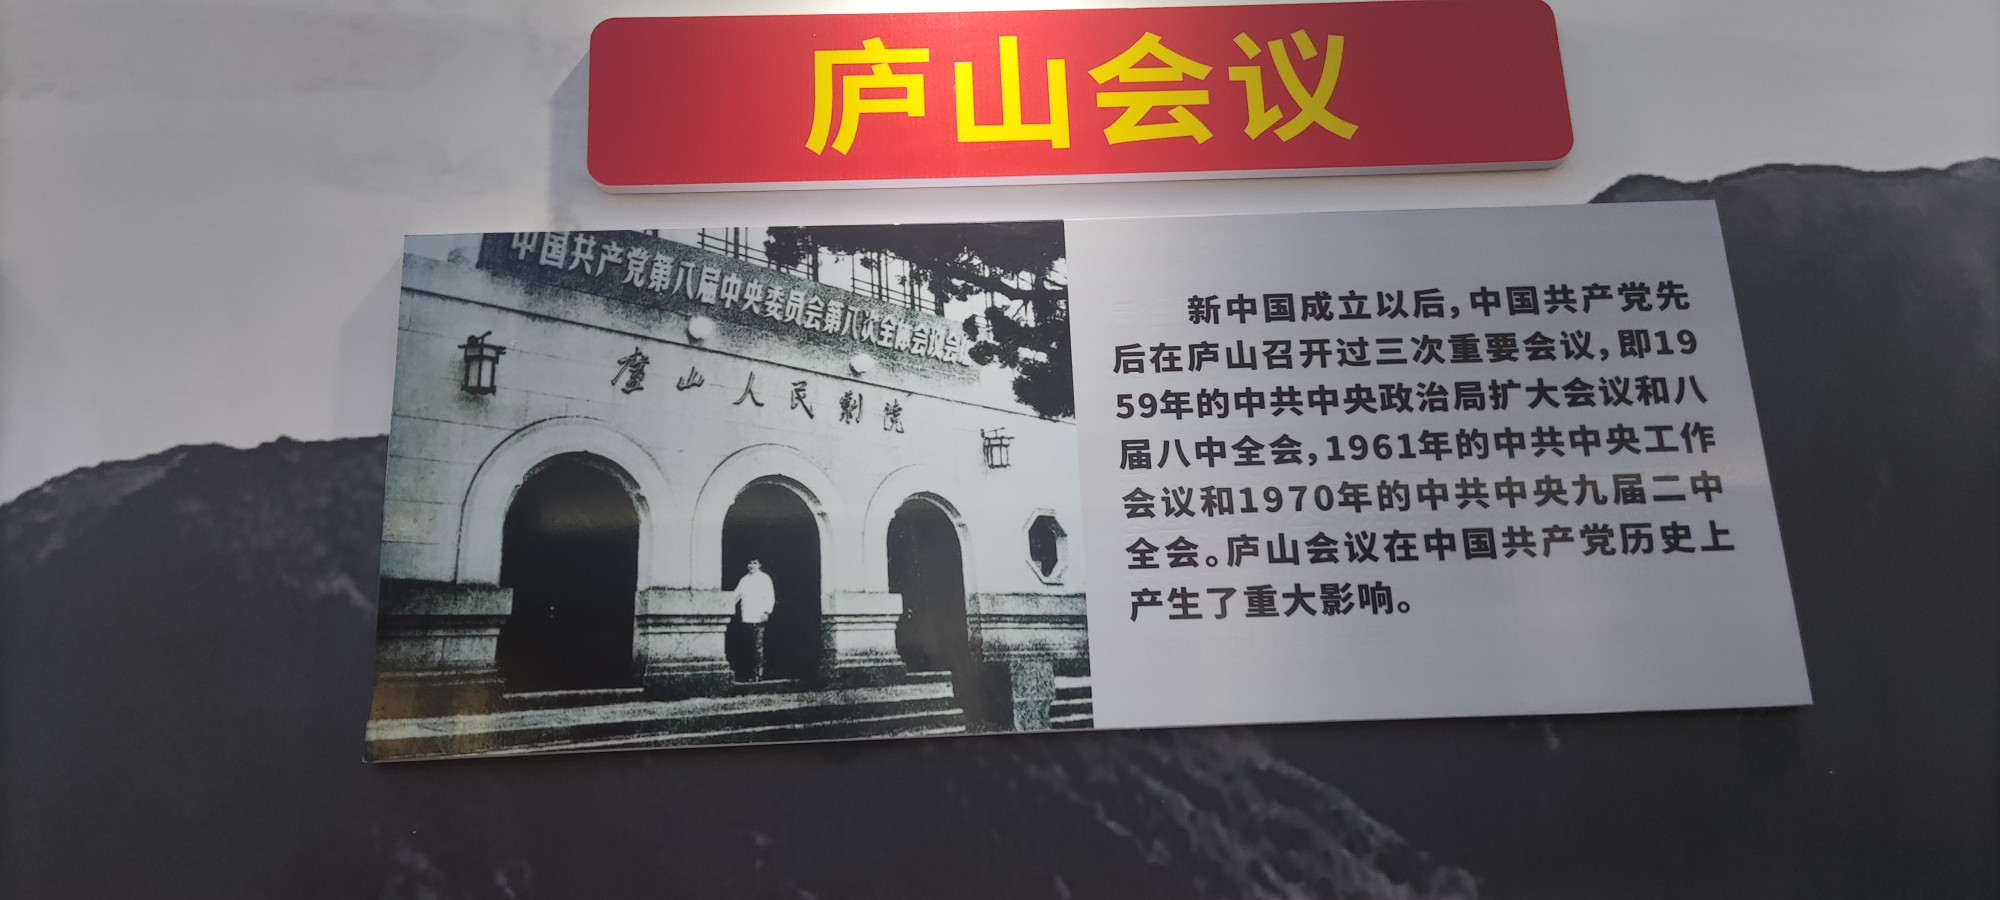 庐山会议
中国共产党第八届中央委员会第八次全体会议会
廬山人民劇院
新中国成立以后,中国共产党先
后在庐山召开过三次重要会议,即19
59年的中共中央政治局扩大会议和八
届八中全会,1961年的中共中央工作
会议和1970年的中共中央九届二中
全会。庐山会议在中国共产党历史上
产生了重大影响。